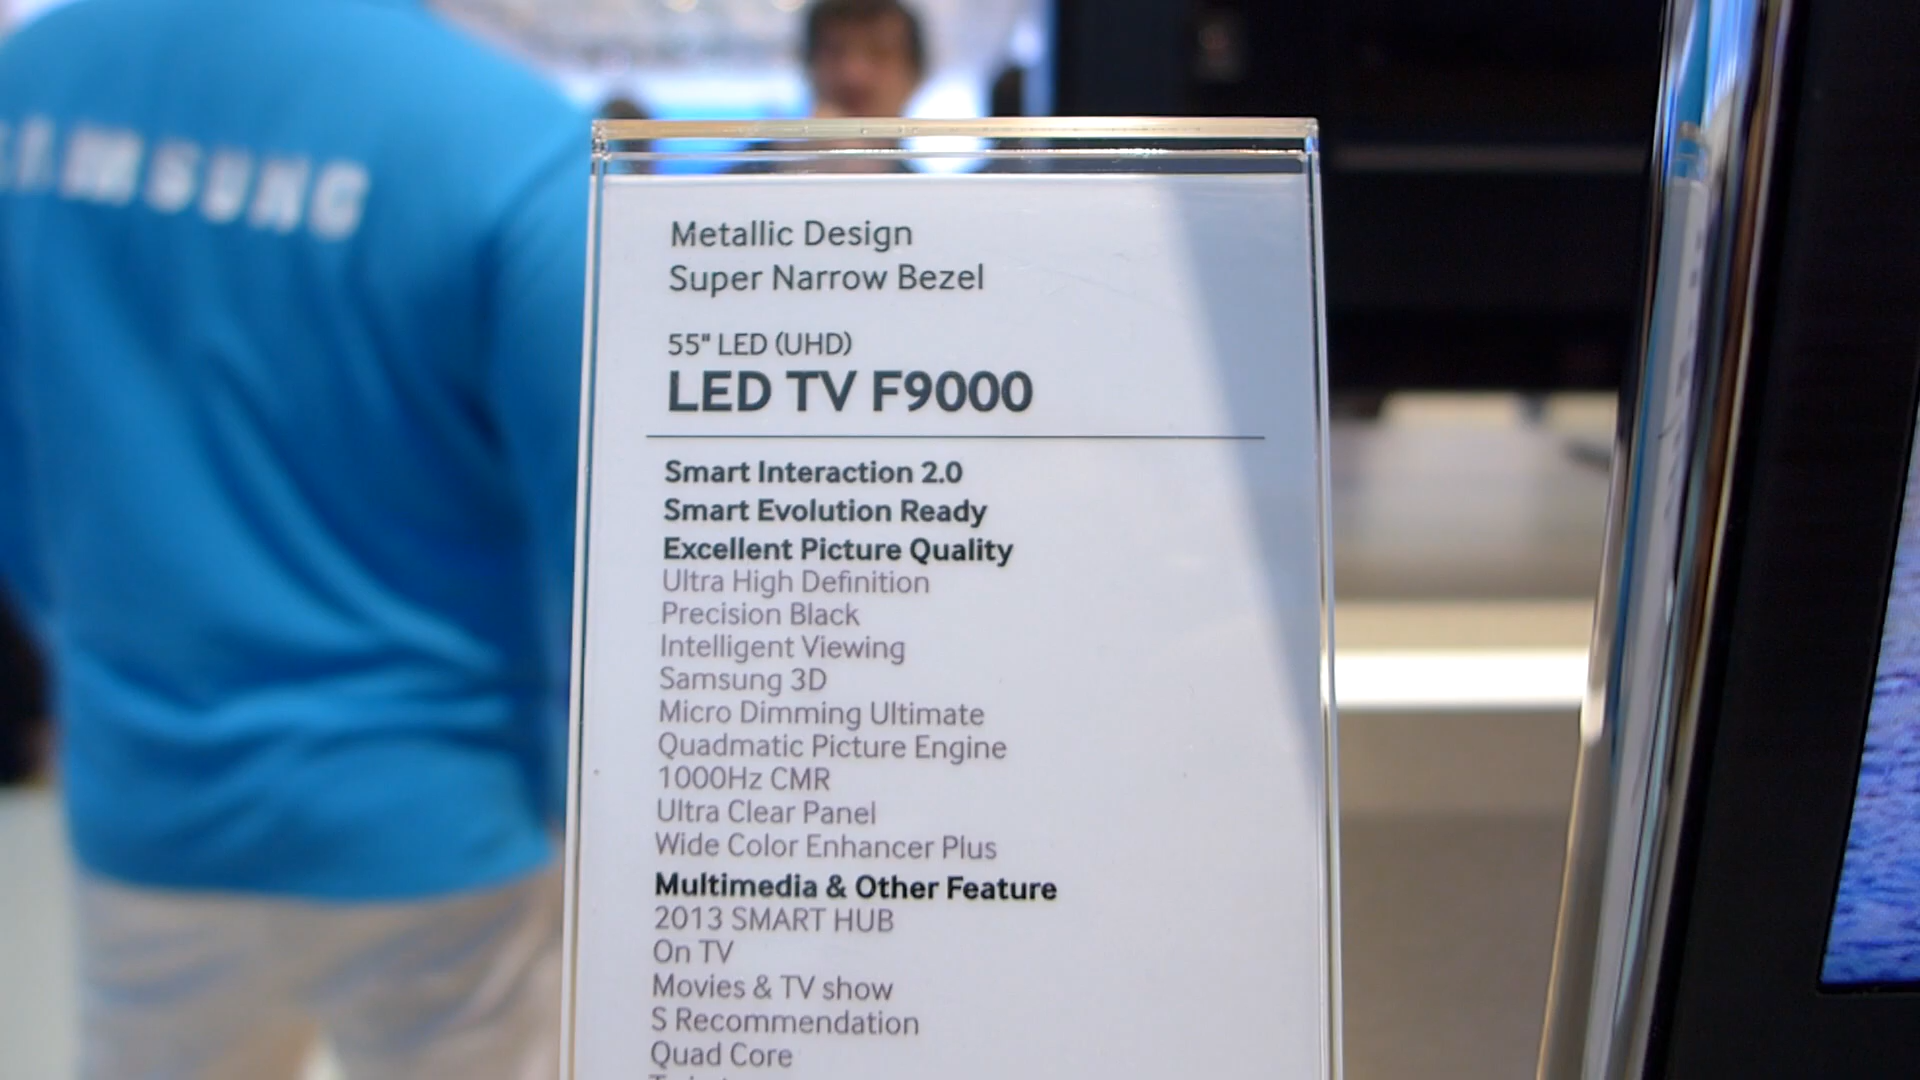 SAMSUNG
Metallic Design
Super Narrow Bezel
55" LED (UHD)
LED TV F9000
Smart Interaction 2.0
Smart Evolution Ready
Excellent Picture Quality
Ultra High Definition
Precision Black
Intelligent Viewing
Samsung 3D
Micro Dimming Ultimate
Quadmatic Picture Engine
1000Hz CMR
Ultra Clear Panel
Wide Color Enhancer Plus
Multimedia & Other Feature
2013 SMART HUB
On TV
Movies & TV show
S Recommendation
Quad Core